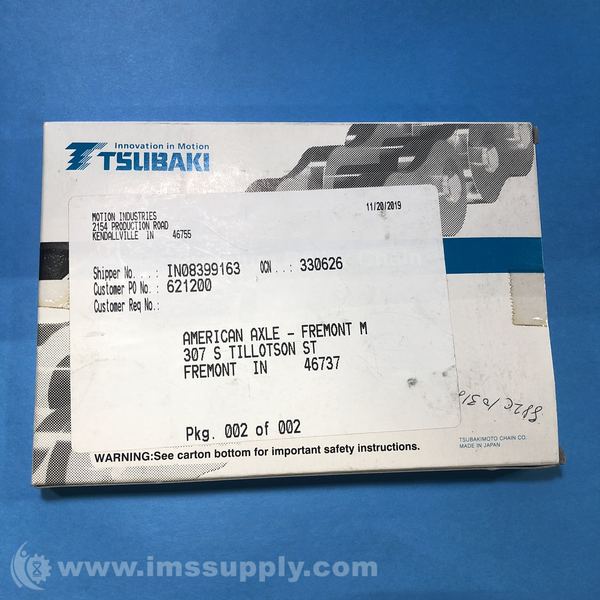 Innovation in Motion
TSUBAKI
MOTION INDUSTRIES
2154 PRODUCTION ROAD
KENDALLVILLE IN 46755
11/20/2019
Shipper No. . . .: IN08399163 OCN . . .: 330626
Customer PO No. : 621200
Customer Req No.:
Chain
AMERICAN AXLE - FREMONT M
307 S TILLOTSON ST
FREMONT IN 46737
Pkg. 002 of 002
TSUBAKIMOTO CHAIN CO.
MADE IN JAPAN
WARNING:See carton bottom for important safety instructions.
www.imssupply.com